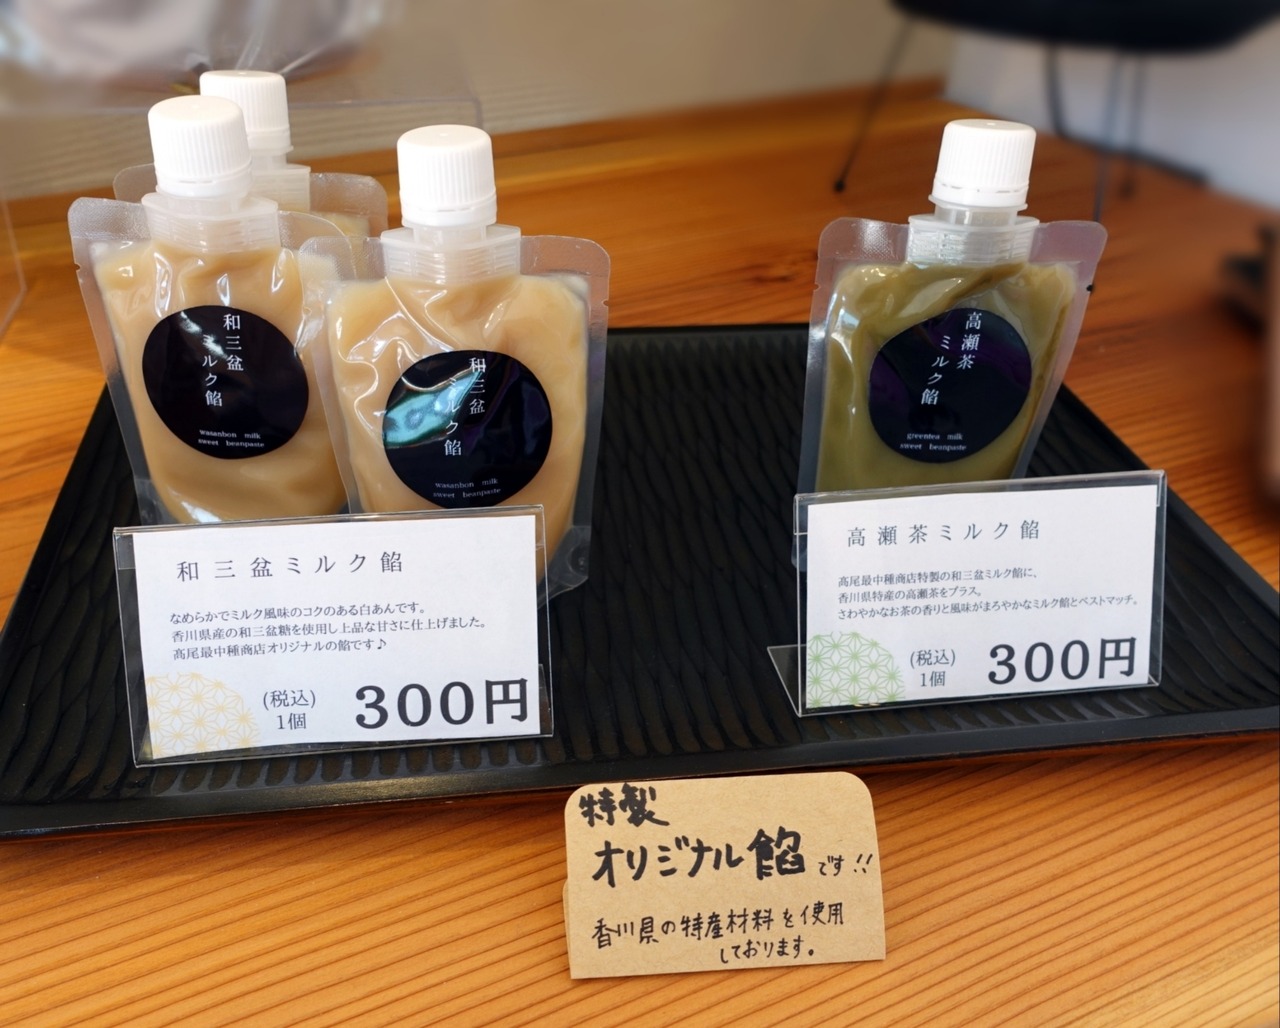 和三盆
ミルク餡
wasanbon milk
sweet beanpaste
和三盆
ミルク餡
wasanbon milk
sweet beanpaste
高瀬茶
ミルク餡
greentea milk
sweet beanpaste
和三盆ミルク餡
なめらかでミルク風味のコクのある白あんです。
香川県産の和三盆糖を使用し上品な甘さに仕上げました。
髙尾最中種商店オリジナルの餡です♪
(税込)
1個
300円
高瀬茶ミルク餡
髙尾最中種商店特製の和三盆ミルク餡に、
香川県特産の高瀬茶をプラス。
さわやかなお茶の香りと風味がまろやかなミルク餡とベストマッチ。
(税込)
1個
300円
特製
オリジナル餡です!!
香川県の特産材料を使用
しております。